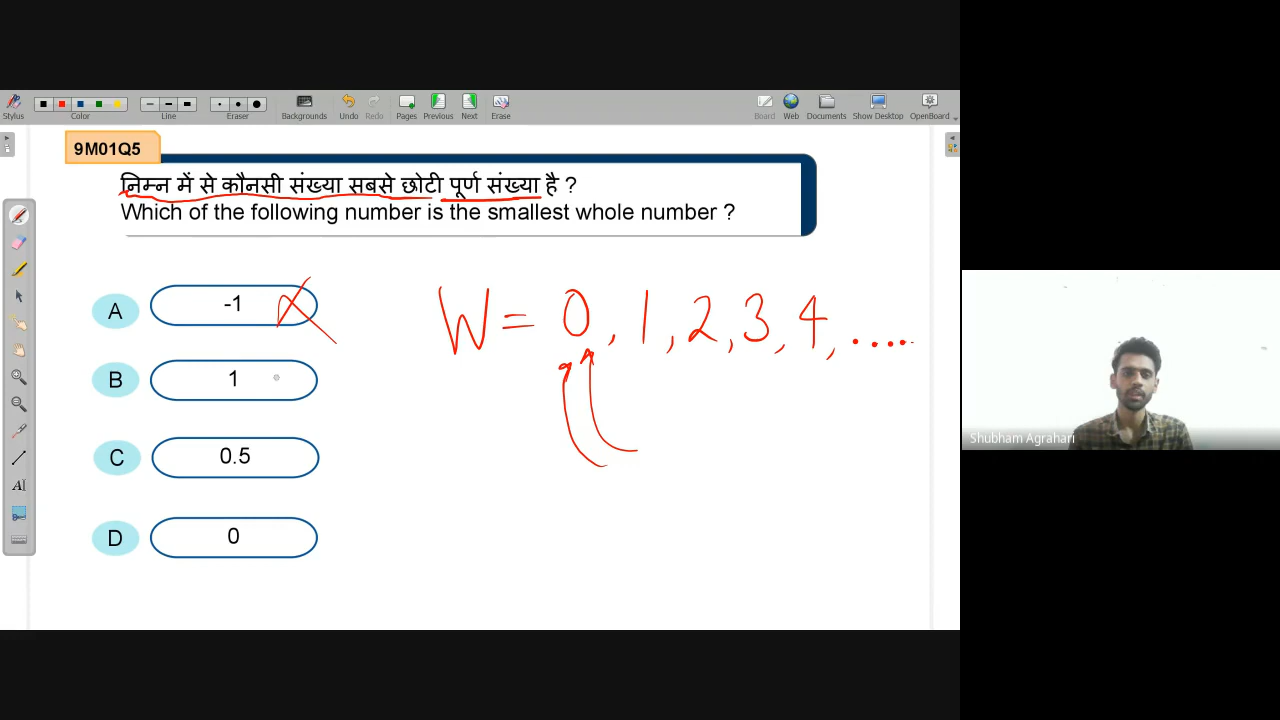 Stylus Color Line Eraser Backgrounds Undo Redo Pages Previous Next Erase Board Web Documents Show Desktop OpenBoard
9M01Q5
निम्न में से कौनसी संख्या सबसे छोटी पूर्ण संख्या है ?
Which of the following number is the smallest whole number ?
A -1
W = 0, 1, 2, 3, 4, .....
B 1
C 0.5
D 0
Shubham Agrahari